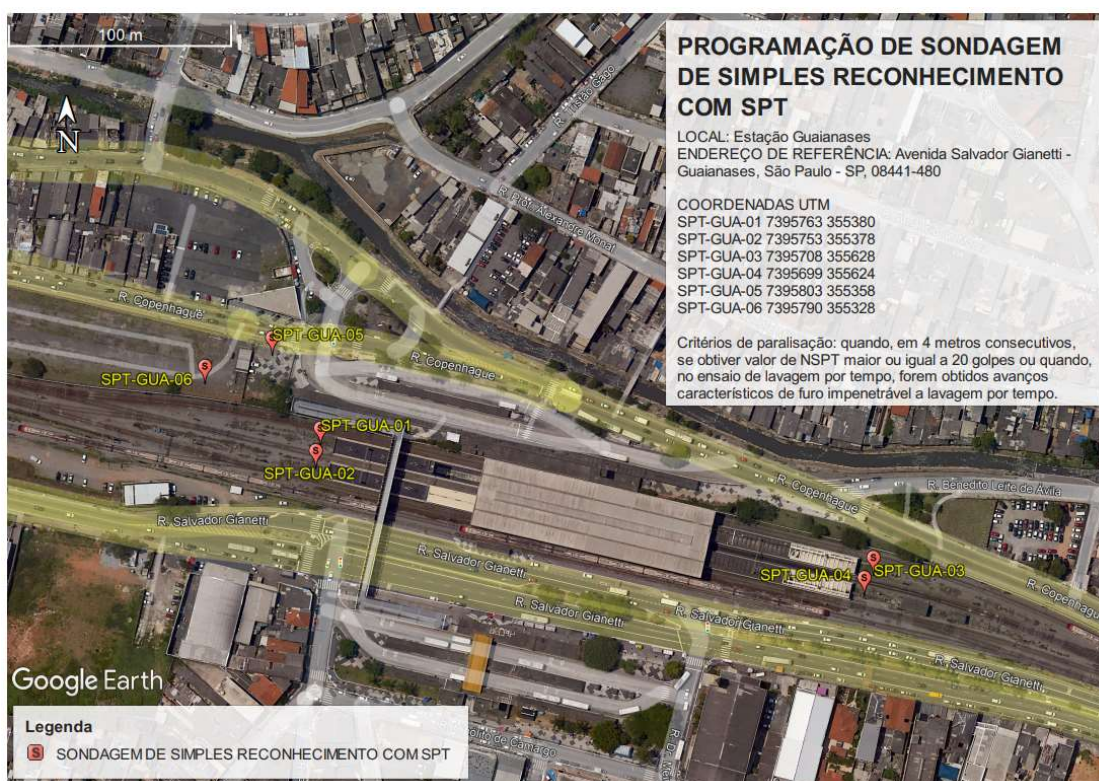 100 m
N
PROGRAMAÇÃO DE SONDAGEM
DE SIMPLES RECONHECIMENTO
COM SPT
LOCAL: Estação Guaianases
ENDEREÇO DE REFERÊNCIA: Avenida Salvador Gianetti -
Guaianases, São Paulo - SP, 08441-480
COORDENADAS UTM
SPT-GUA-01 7395763 355380
SPT-GUA-02 7395753 355378
SPT-GUA-03 7395708 355628
SPT-GUA-04 7395699 355624
SPT-GUA-05 7395803 355358
SPT-GUA-06 7395790 355328
Critérios de paralisação: quando, em 4 metros consecutivos,
se obtiver valor de NSPT maior ou igual a 20 golpes ou quando,
no ensaio de lavagem por tempo, forem obtidos avanços
característicos de furo impenetrável a lavagem por tempo.
R. Tristão Gago
R. Prof. Alexandre Monat
R. Copenhague
SPT-GUA-05
R. Copenhague
SPT-GUA-06
SPT-GUA-01
SPT-GUA-02
R. Copenhague
R. Benedito Leite de Ávila
R. Salvador Gianetti
R. Salvador Gianetti
SPT-GUA-04
SPT-GUA-03
R. Copenhague
R. Salvador Gianetti
R. Salvador Gianetti
R. Salvador Gianetti
Google Earth
Legenda
S SONDAGEM DE SIMPLES RECONHECIMENTO COM SPT
de Camargo